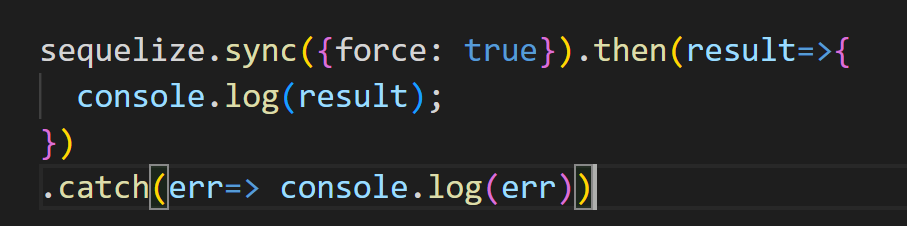 sequelize.sync({force: true}).then(result=>{
  console.log(result);
})
.catch(err=> console.log(err))